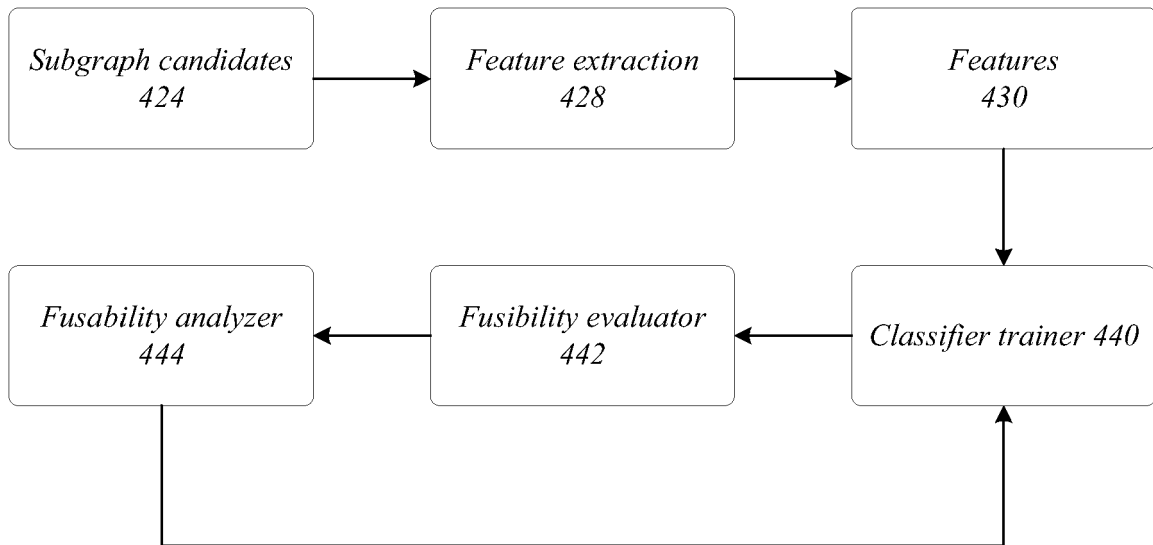 Subgraph candidates
424
Feature extraction
428
Features
430
Fusability analyzer
444
Fusibility evaluator
442
Classifier trainer 440